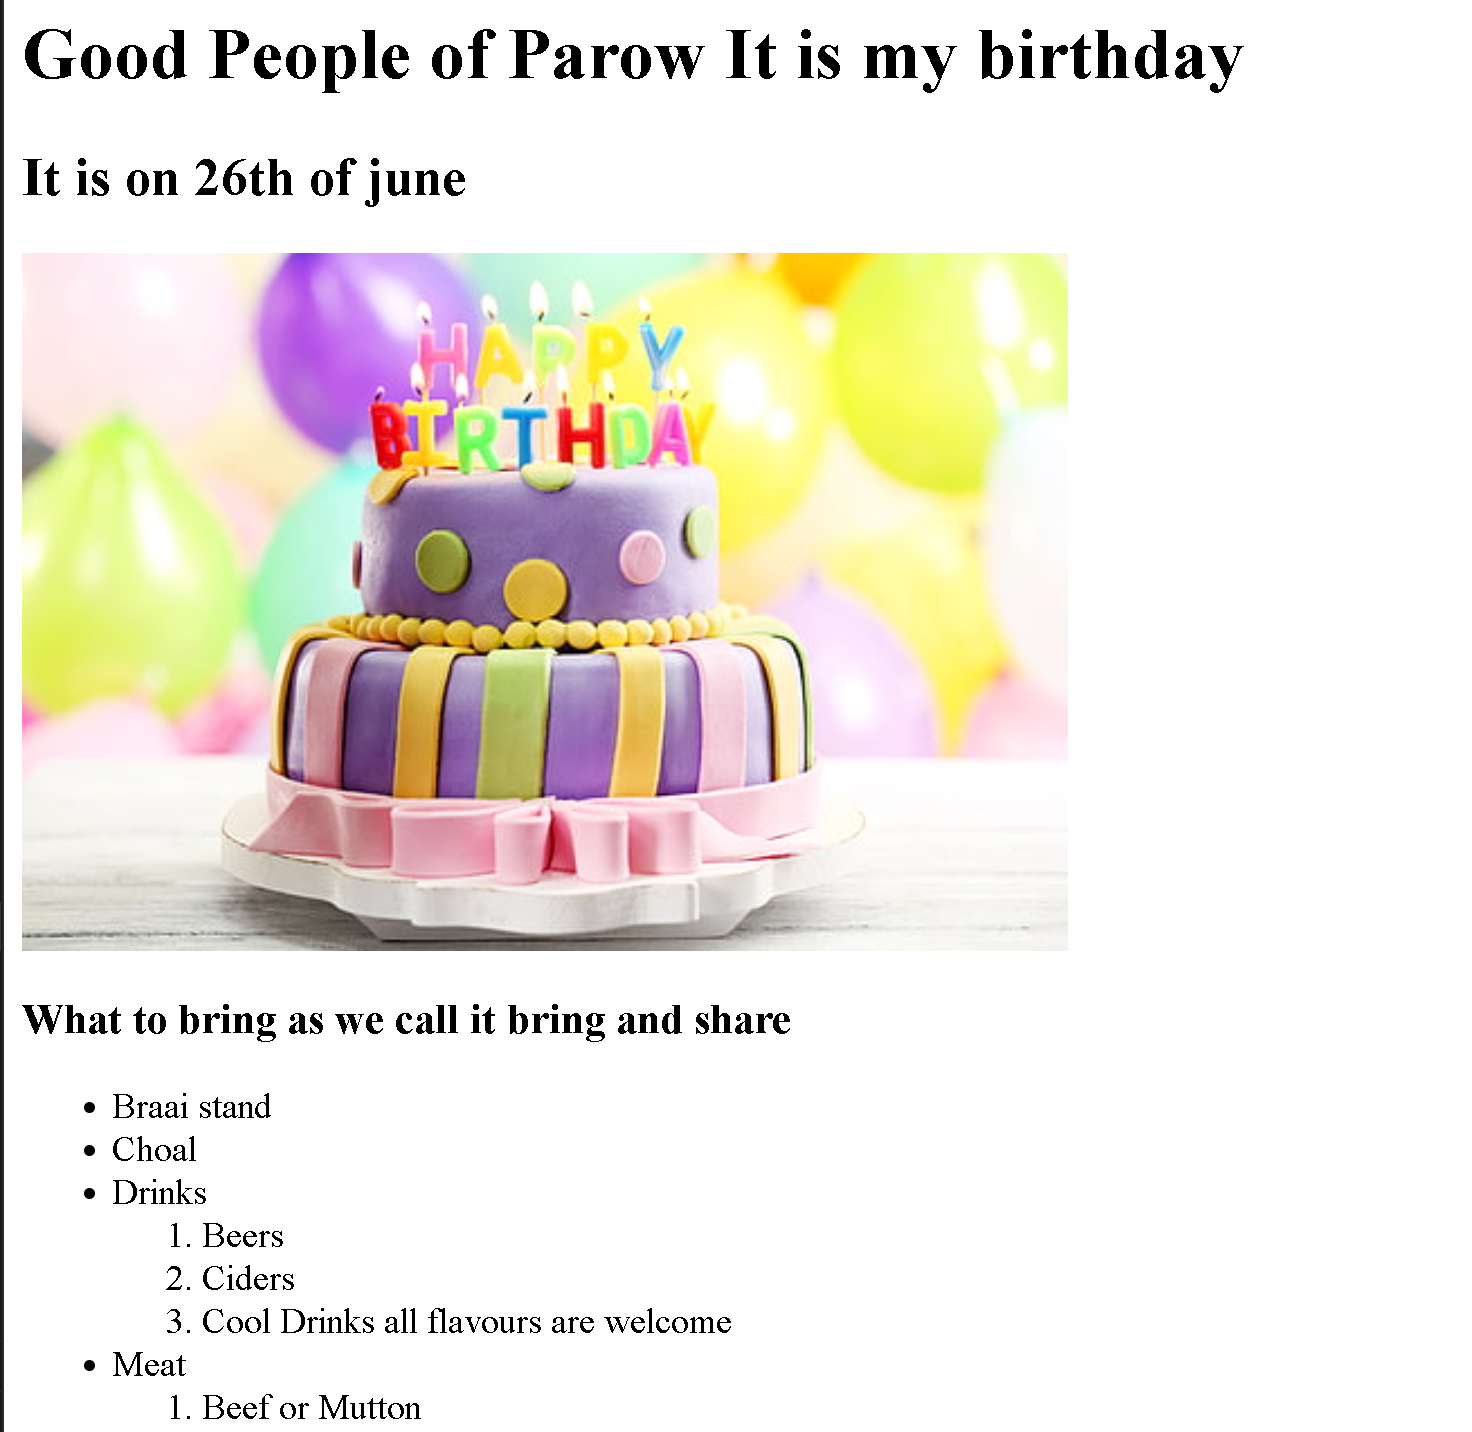 Good People of Parow It is my birthday
It is on 26th of june
HAPPY
BIRTHDAY
What to bring as we call it bring and share
• Braai stand
• Choal
• Drinks
1. Beers
2. Ciders
3. Cool Drinks all flavours are welcome
• Meat
1. Beef or Mutton